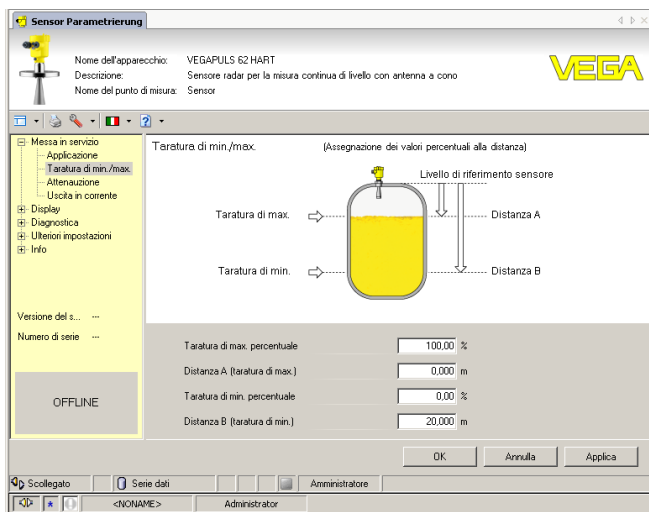 Sensor Parametrierung
Nome dell'apparecchio: VEGAPULS 62 HART
Descrizione: Sensore radar per la misura continua di livello con antenna a cono
Nome del punto di misura: Sensor
VEGA
Messa in servizio
Applicazione
Taratura di min./max.
Attenuazione
Uscita in corrente
Display
Diagnostica
Ulteriori impostazioni
Info
Versione del s... ---
Numero di serie ---
OFFLINE
Taratura di min./max. (Assegnazione dei valori percentuali alla distanza)
Livello di riferimento sensore
Taratura di max. Distanza A
Taratura di min. Distanza B
Taratura di max. percentuale 100,00 %
Distanza A (taratura di max.) 0,000 m
Taratura di min. percentuale 0,00 %
Distanza B (taratura di min.) 20,000 m
OK Annulla Applica
Scollegato Serie dati Amministratore
<NONAME> Administrator